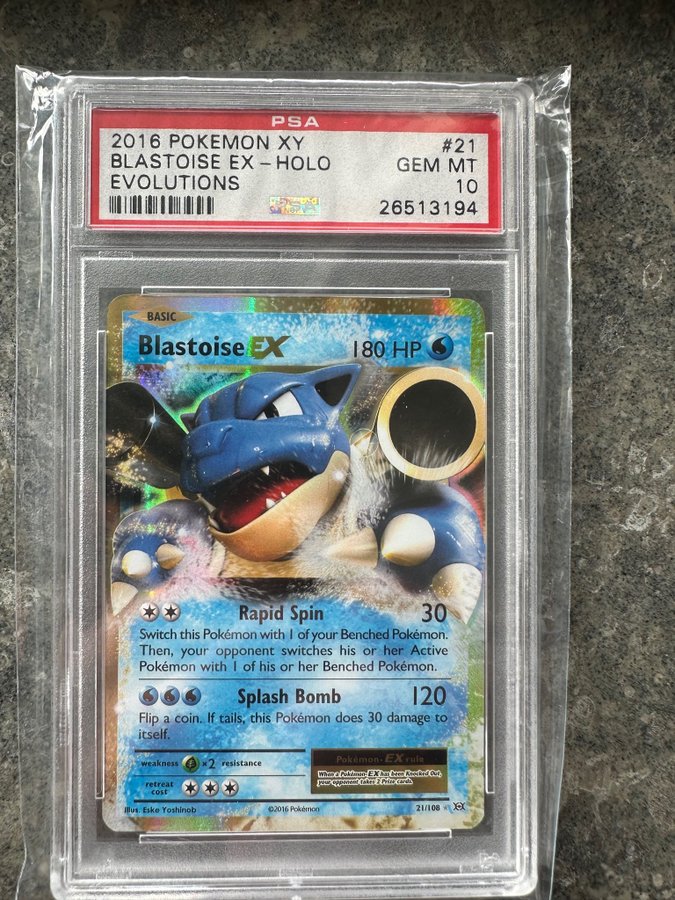 PSA
2016 POKEMON XY #21
BLASTOISE EX - HOLO GEM MT
EVOLUTIONS 10
26513194
BASIC
Blastoise EX 180 HP
Rapid Spin 30
Switch this Pokémon with 1 of your Benched Pokémon.
Then, your opponent switches his or her Active
Pokémon with 1 of his or her Benched Pokémon.
Splash Bomb 120
Flip a coin. If tails, this Pokémon does 30 damage to
itself.
weakness ×2 resistance
Pokémon-EX rule
When a Pokémon-EX has been Knocked Out,
your opponent takes 2 Prize cards.
retreat
cost
Illus. Eske Yoshinob
©2016 Pokémon
21/108